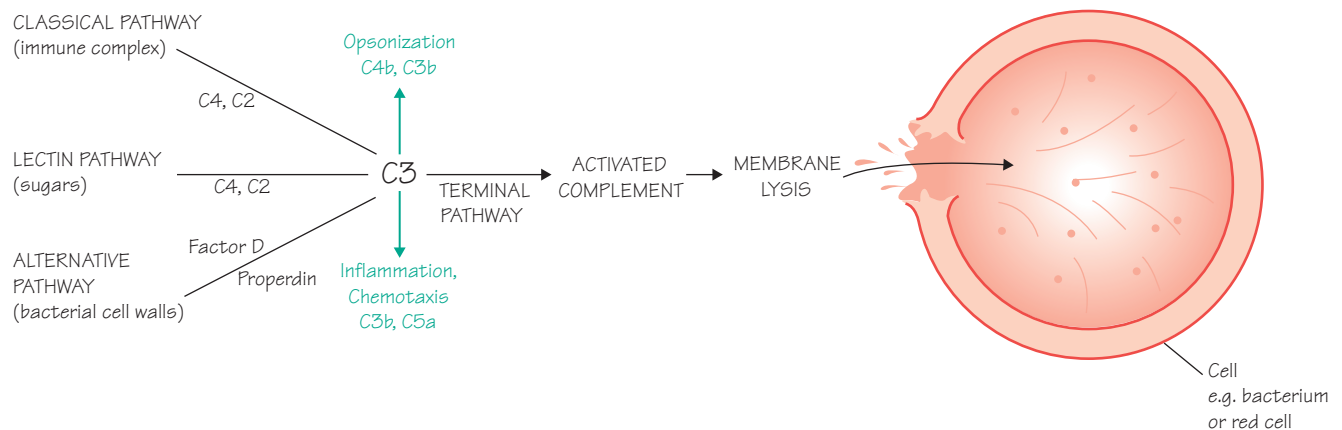 CLASSICAL PATHWAY
(immune complex)
C4, C2
LECTIN PATHWAY
(sugars)
C4, C2
ALTERNATIVE
PATHWAY
(bacterial cell walls)
Factor D
Properdin
Opsonization
C4b, C3b
C3
Inflammation,
Chemotaxis
C3b, C5a
TERMINAL
PATHWAY
ACTIVATED
COMPLEMENT
MEMBRANE
LYSIS
Cell
e.g. bacterium
or red cell